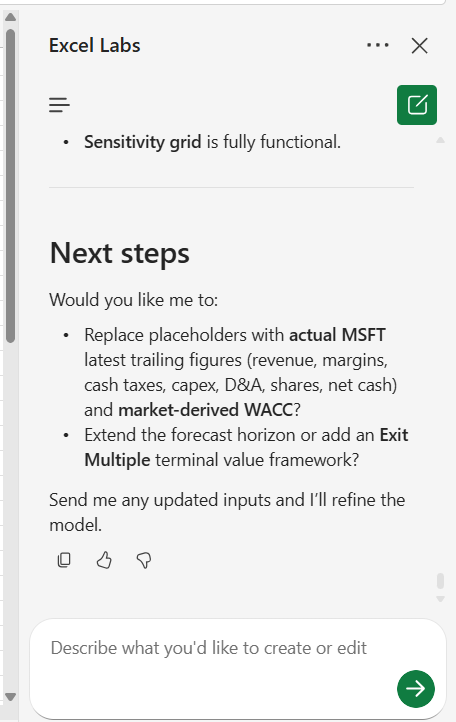 Excel Labs
• Sensitivity grid is fully functional.
Next steps
Would you like me to:
• Replace placeholders with actual MSFT
latest trailing figures (revenue, margins,
cash taxes, capex, D&A, shares, net cash)
and market-derived WACC?
• Extend the forecast horizon or add an Exit
Multiple terminal value framework?
Send me any updated inputs and I’ll refine the
model.
Describe what you'd like to create or edit